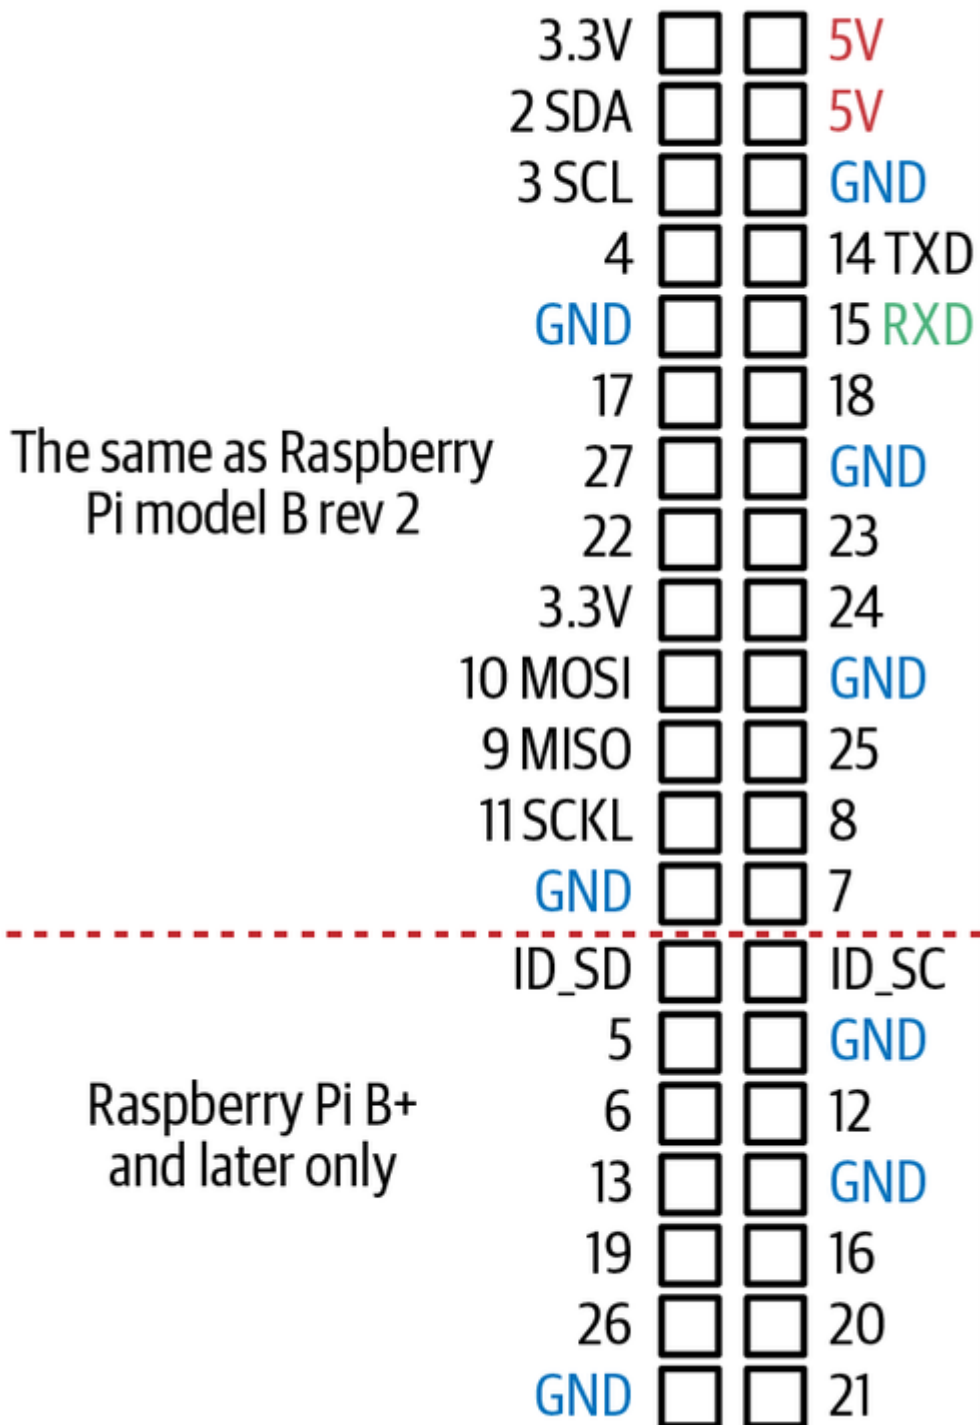 3.3V 5V
2 SDA 5V
3 SCL GND
4 14 TXD
GND 15 RXD
17 18
The same as Raspberry
Pi model B rev 2
27 GND
22 23
3.3V 24
10 MOSI GND
9 MISO 25
11 SCKL 8
GND 7
ID_SD ID_SC
5 GND
Raspberry Pi B+
and later only
6 12
13 GND
19 16
26 20
GND 21